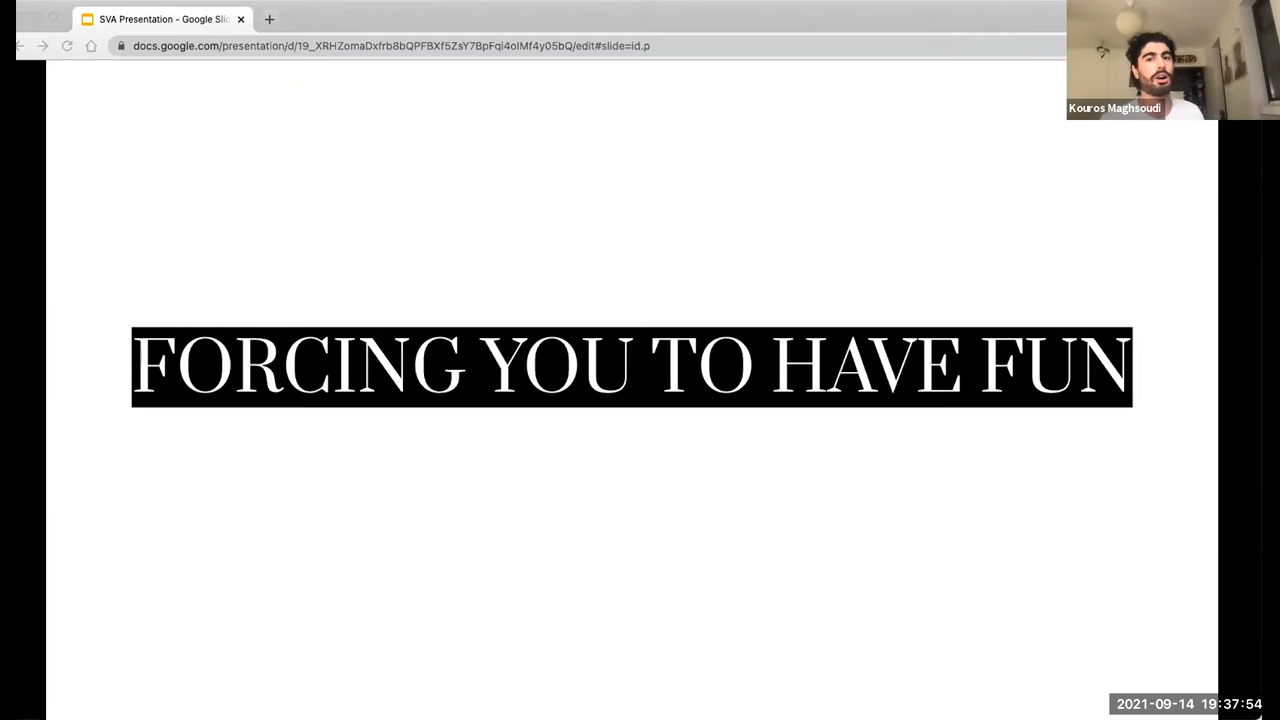 SVA Presentation - Google Slid
docs.google.com/presentation/d/19_XRHZomaDxfrb8bQPFBXf5ZsY7BpFqi4oIMf4y05bQ/edit#slide=id.p
Kouros Maghsoudi
FORCING YOU TO HAVE FUN
2021-09-14 19:37:54